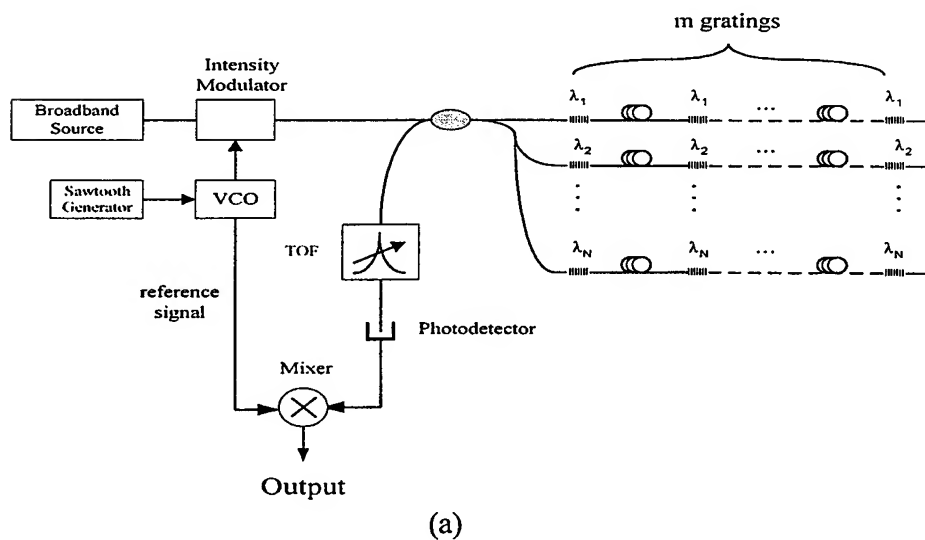 m gratings
Intensity
Modulator
Broadband
Source
λ1 λ1 ... λ1
λ2 λ2 ... λ2
Sawtooth
Generator
VCO
TOF
λN λN ... λN
reference
signal
Photodetector
Mixer
Output
(a)